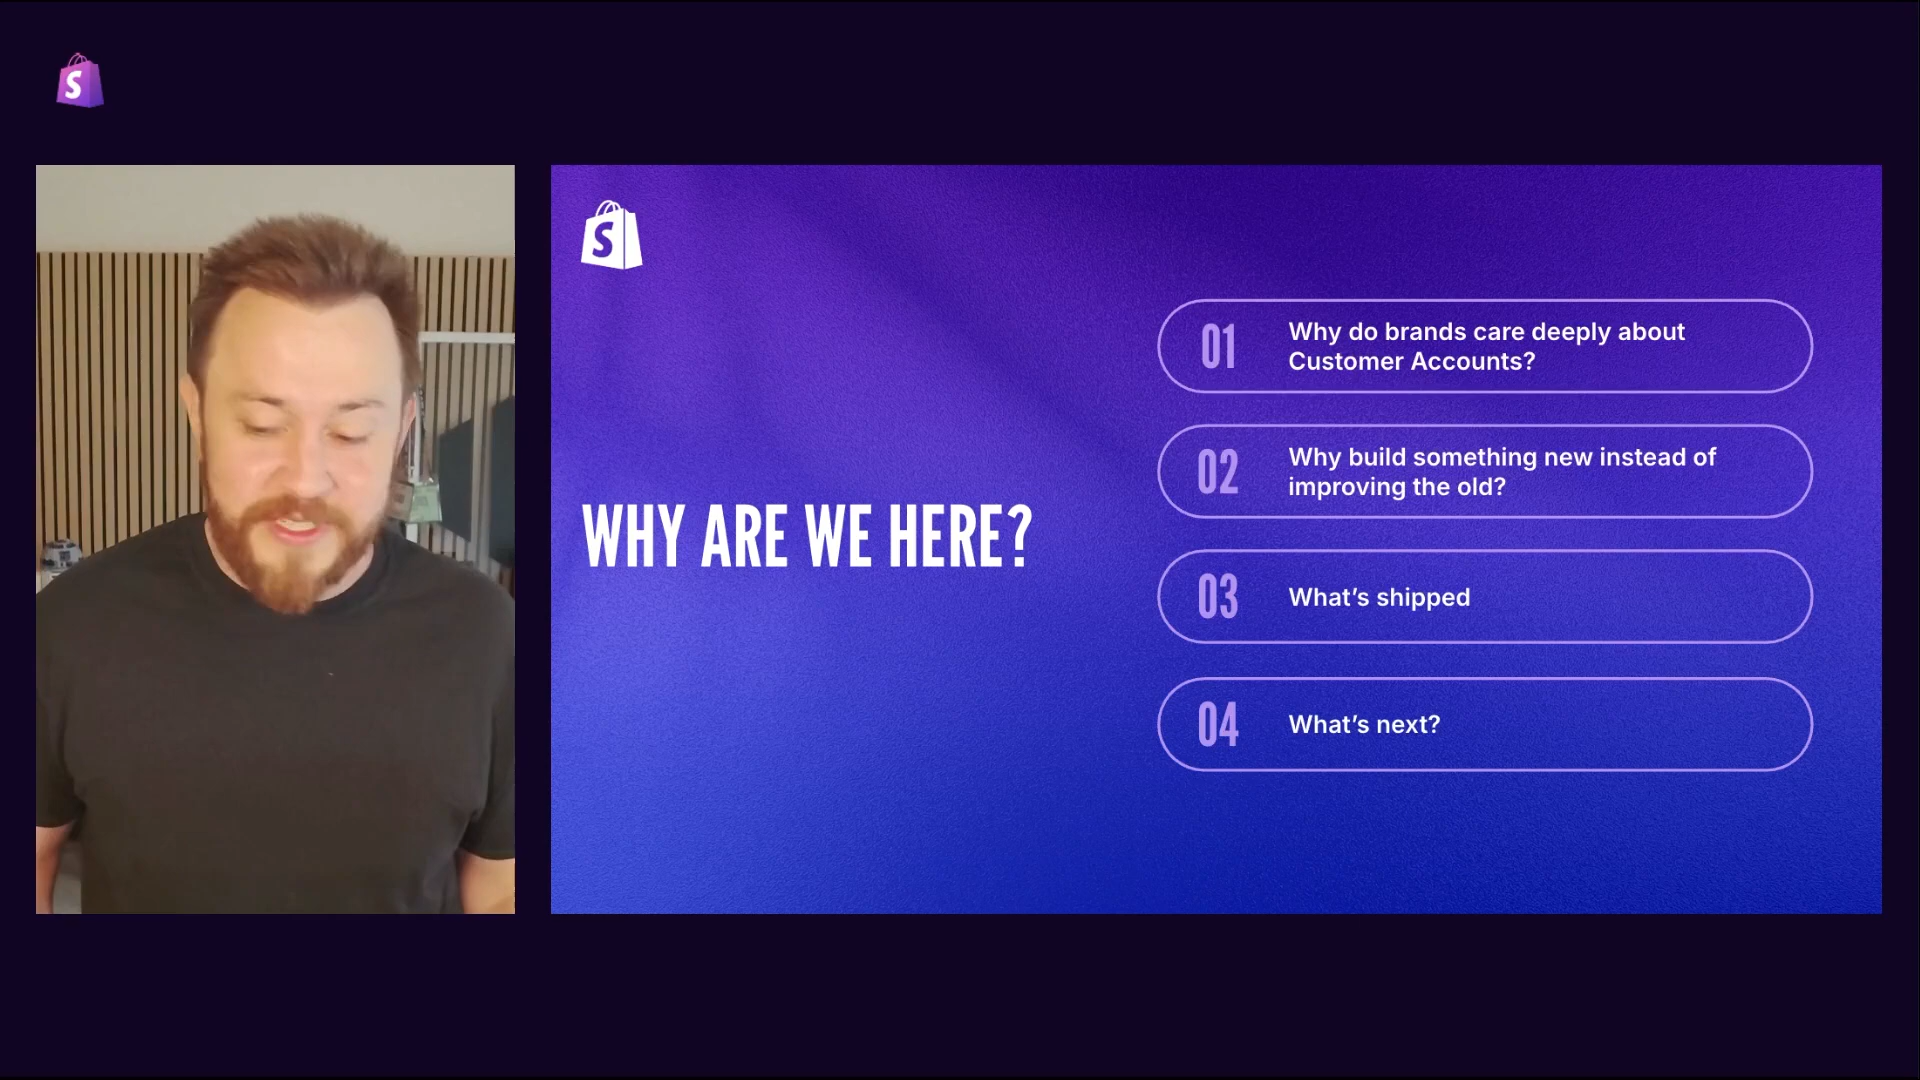 S
S
WHY ARE WE HERE?
01
Why do brands care deeply about
Customer Accounts?
02
Why build something new instead of
improving the old?
03
What’s shipped
04
What’s next?